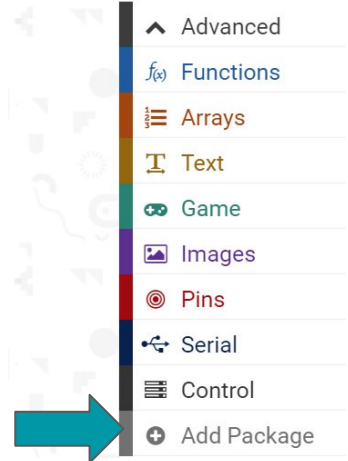 Advanced
f(x) Functions
Arrays
T Text
Game
Images
Pins
Serial
Control
Add Package